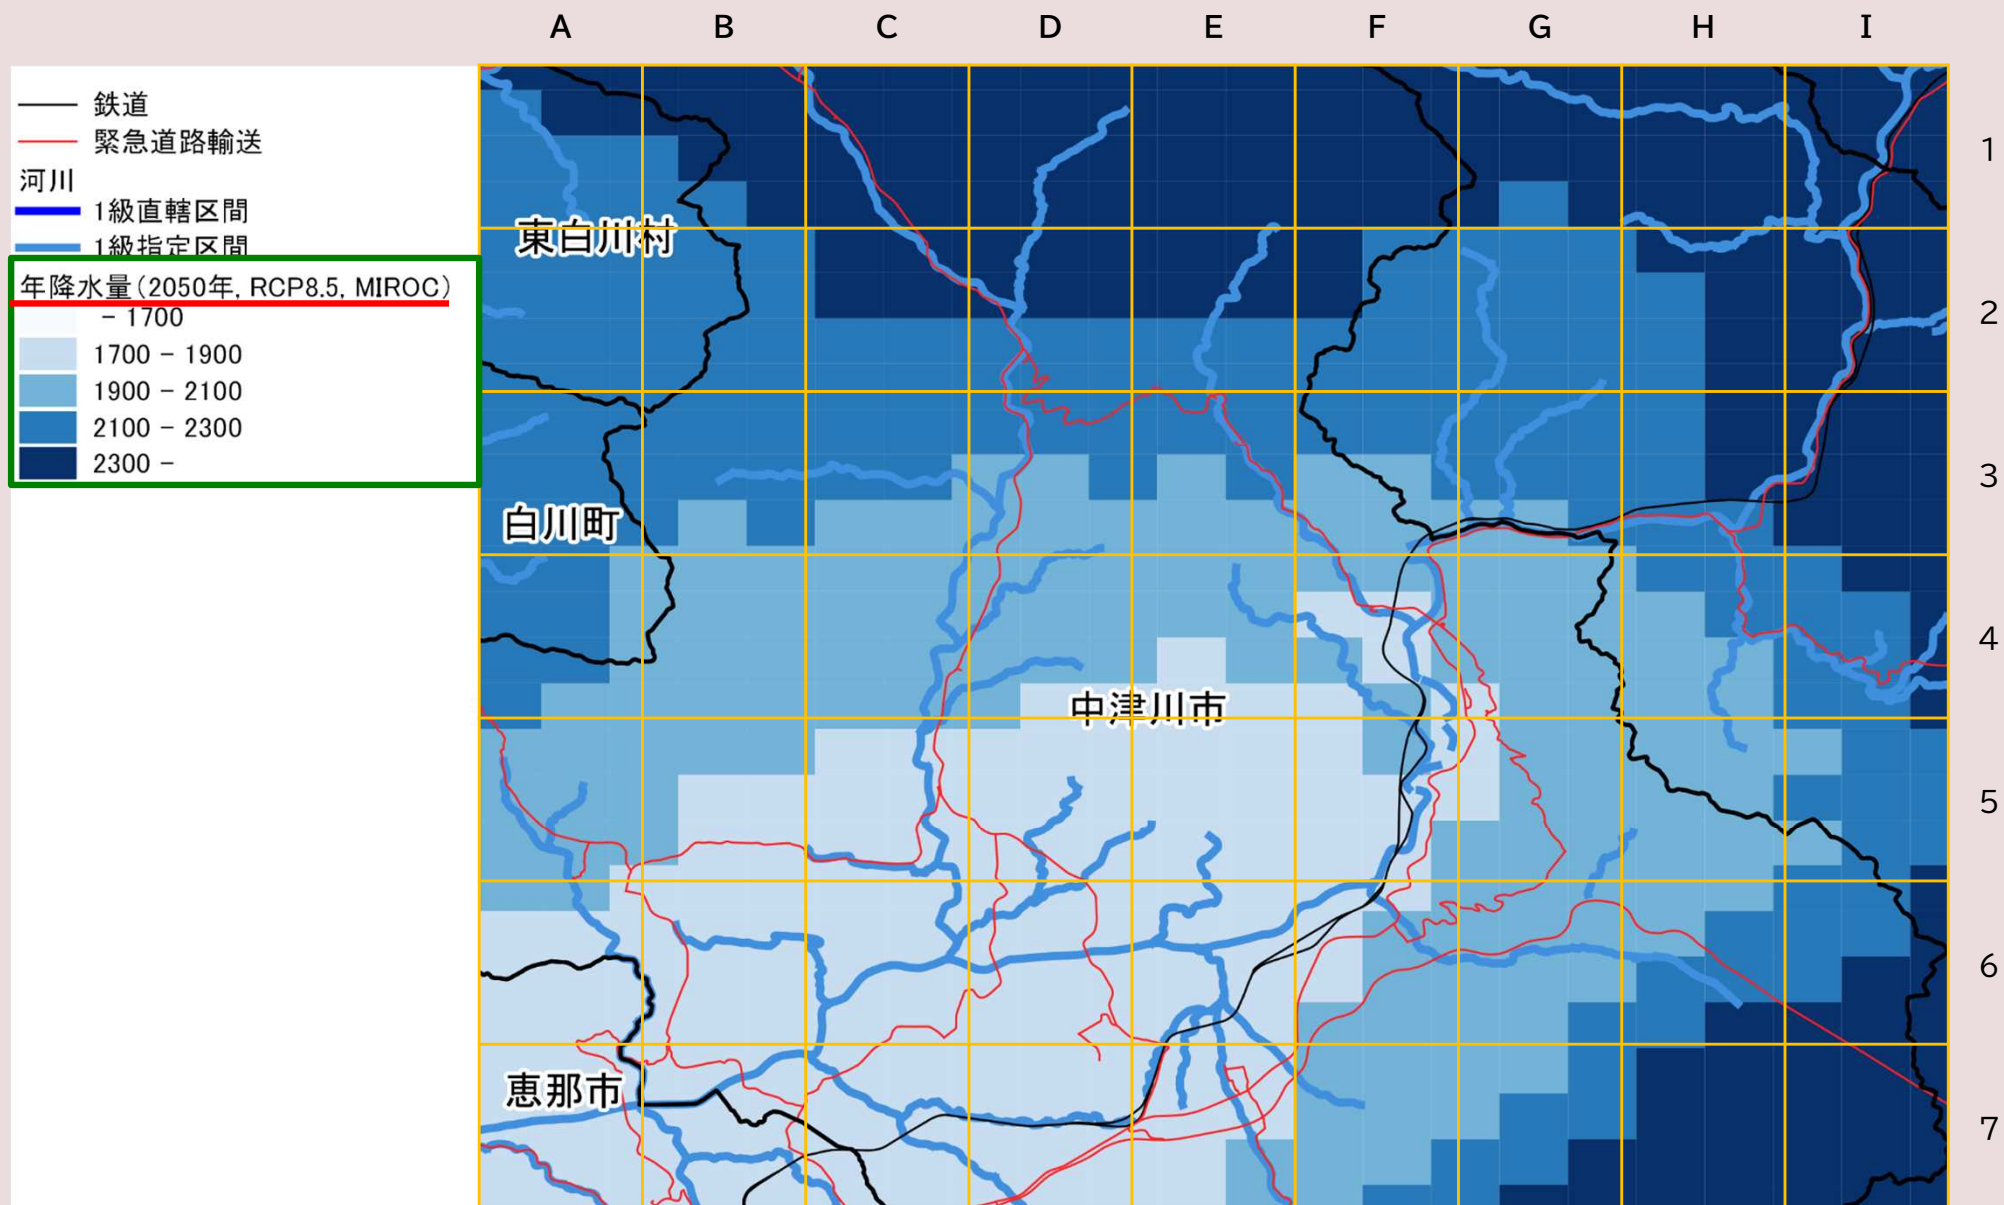 A B C D E F G H I
鉄道
緊急道路輸送
河川
1級直轄区間
1級指定区間
年降水量(2050年, RCP8.5, MIROC)
- 1700
1700 - 1900
1900 - 2100
2100 - 2300
2300 -
1
東白川村
2
3
白川町
4
中津川市
5
6
恵那市
7